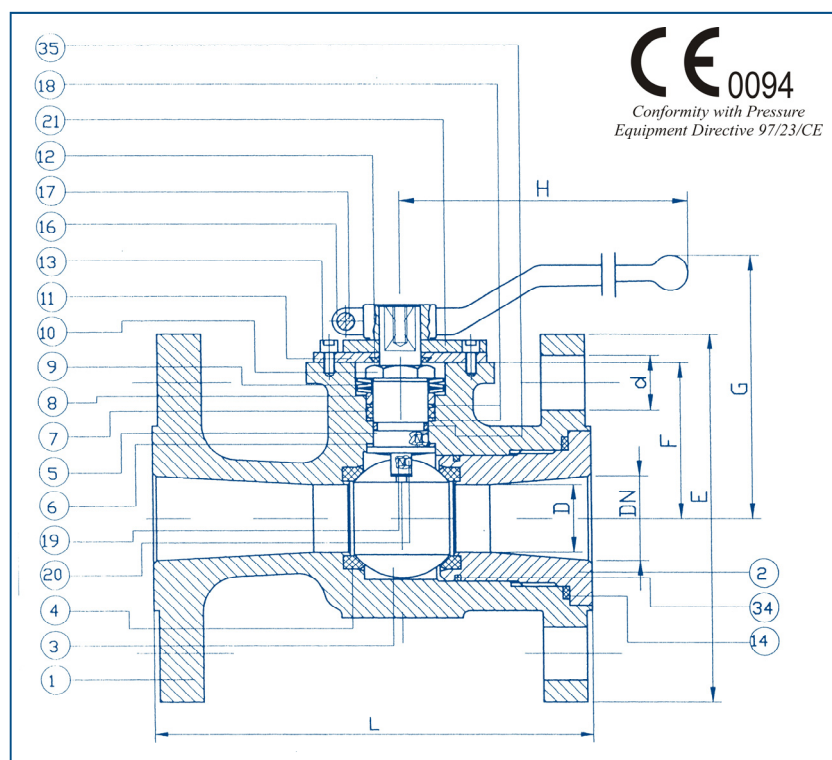 35
18
21
12
17
16
13
11
10
9
8
7
5
6
19
20
4
3
1
CE 0094
Conformity with Pressure
Equipment Directive 97/23/CE
H
G
d
F
E
DN
D
2
34
14
L